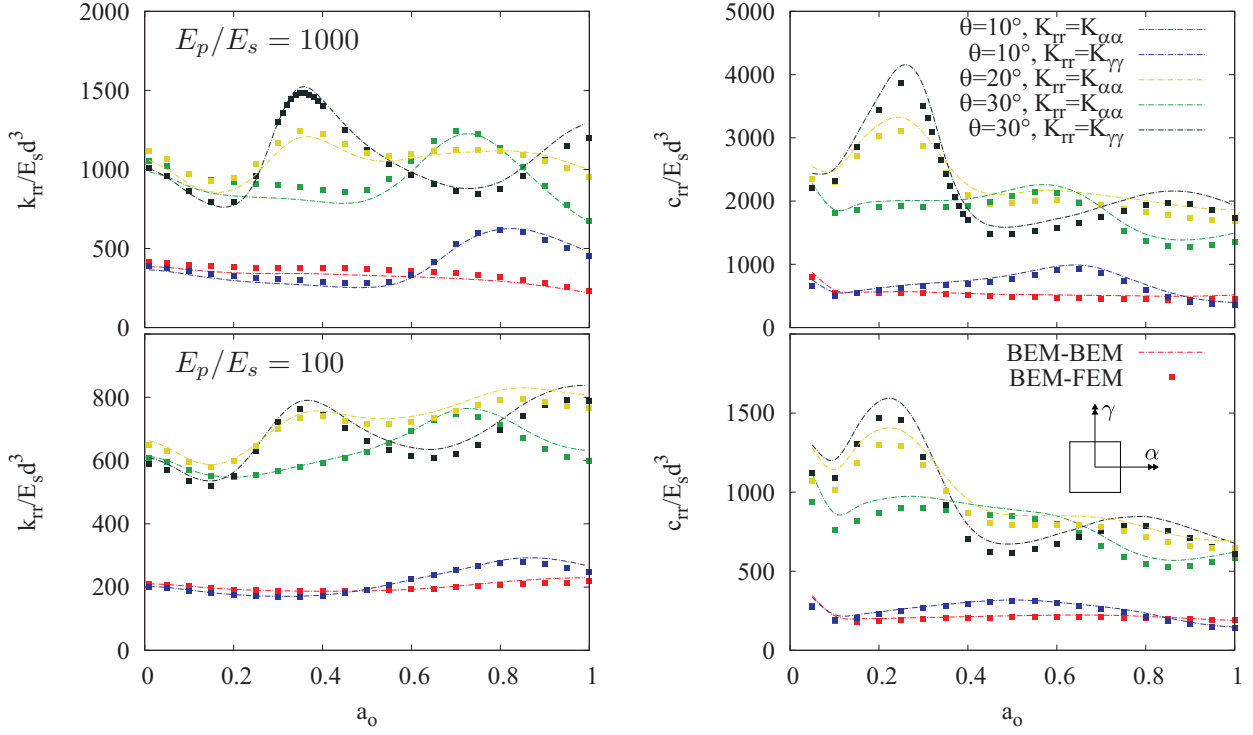 E_p/E_s = 1000
k_rr/E_s d^3
2000
1500
1000
500
0
c_rr/E_s d^3
5000
4000
3000
2000
1000
0
θ=10°, K_rr=K_αα
θ=10°, K_rr=K_γγ
θ=20°, K_rr=K_αα
θ=30°, K_rr=K_αα
θ=30°, K_rr=K_γγ
E_p/E_s = 100
k_rr/E_s d^3
800
600
400
200
0
0 0.2 0.4 0.6 0.8 1
a_o
c_rr/E_s d^3
1500
1000
500
0
BEM-BEM
BEM-FEM
γ
α
0 0.2 0.4 0.6 0.8 1
a_o